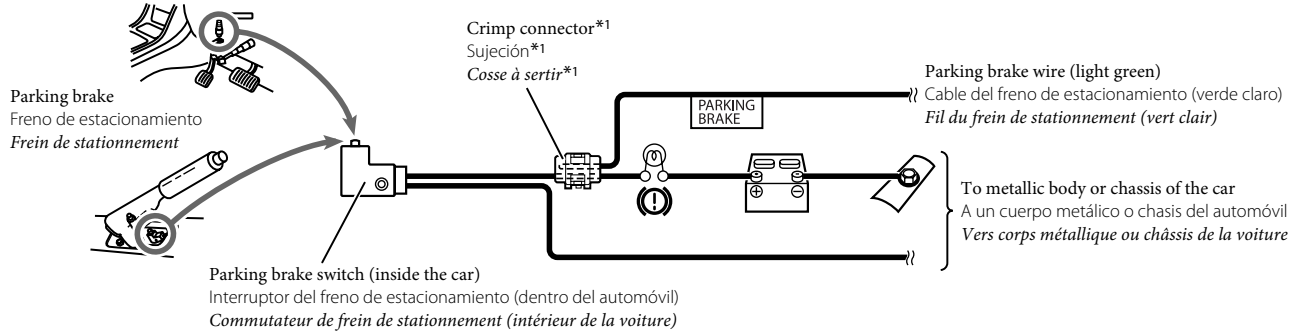 Crimp connector*1
Sujeción*1
Cosse à sertir*1
Parking brake wire (light green)
Cable del freno de estacionamiento (verde claro)
Fil du frein de stationnement (vert clair)
PARKING
BRAKE
Parking brake
Freno de estacionamiento
Frein de stationnement
To metallic body or chassis of the car
A un cuerpo metálico o chasis del automóvil
Vers corps métallique ou châssis de la voiture
Parking brake switch (inside the car)
Interruptor del freno de estacionamiento (dentro del automóvil)
Commutateur de frein de stationnement (intérieur de la voiture)